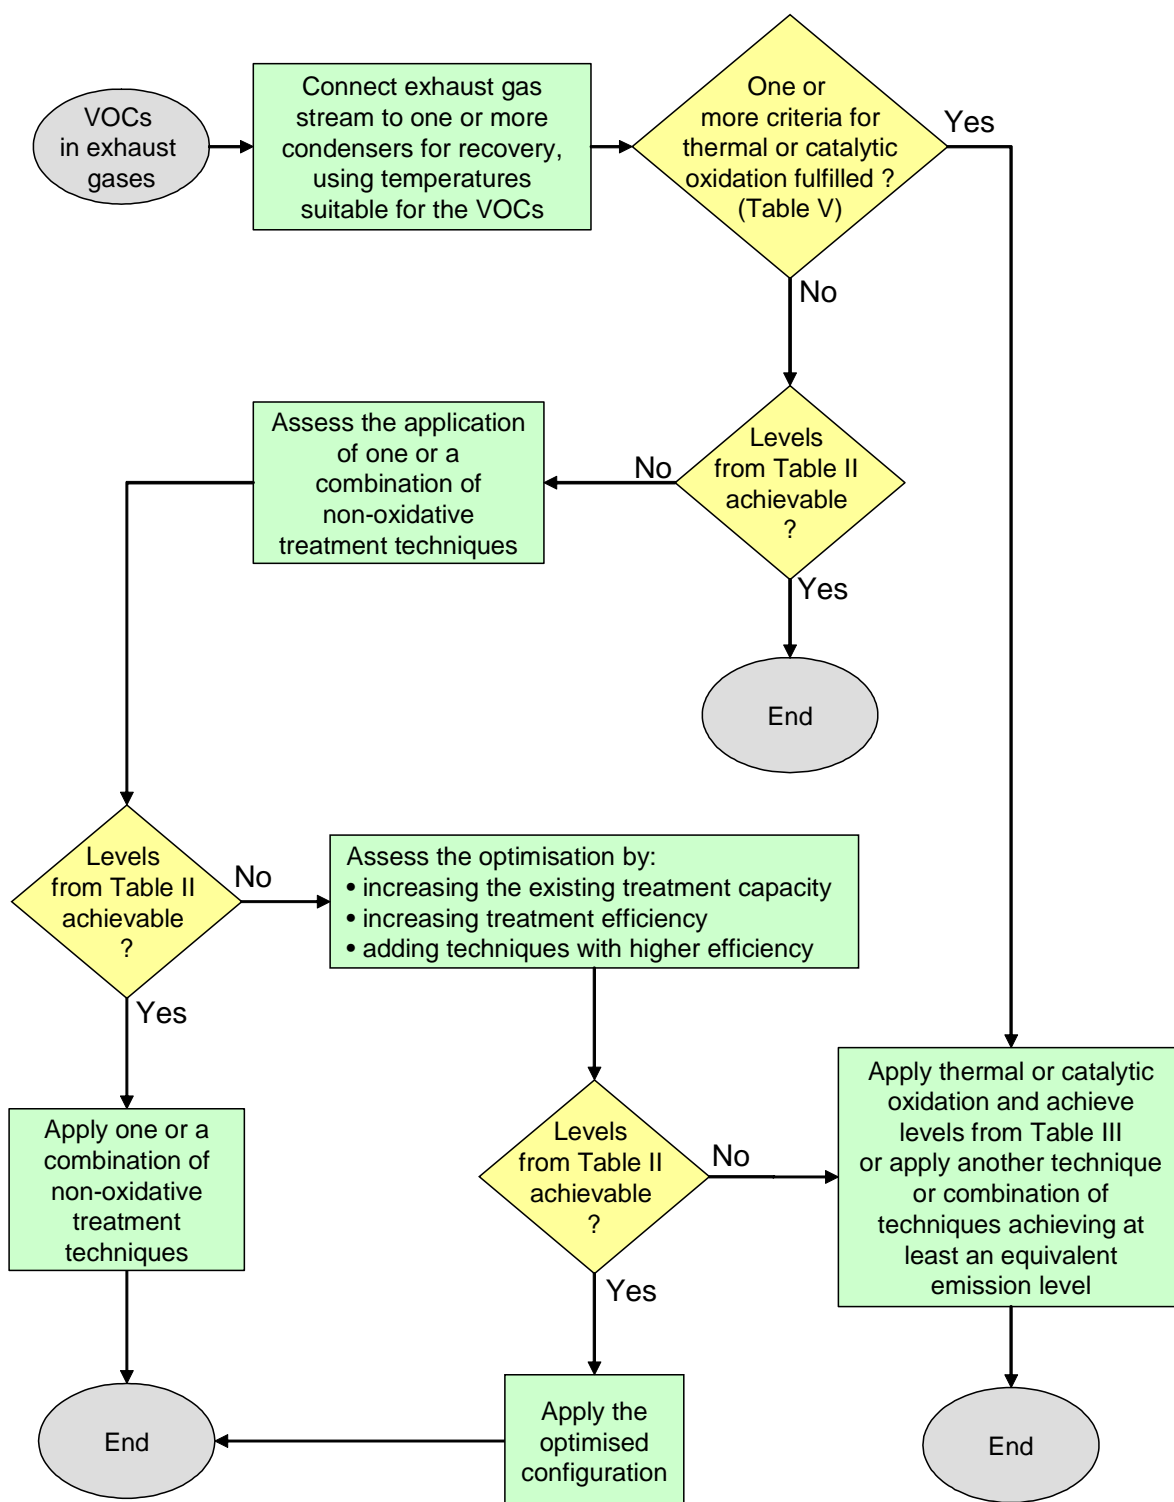 VOCs
in exhaust
gases
Connect exhaust gas
stream to one or more
condensers for recovery,
using temperatures
suitable for the VOCs
One or
more criteria for
thermal or catalytic
oxidation fulfilled ?
(Table V)
Yes
No
Levels
from Table II
achievable
?
No
Assess the application
of one or a
combination of
non-oxidative
treatment techniques
Yes
End
Levels
from Table II
achievable
?
No
Assess the optimisation by:
• increasing the existing treatment capacity
• increasing treatment efficiency
• adding techniques with higher efficiency
Yes
Apply one or a
combination of
non-oxidative
treatment
techniques
Levels
from Table II
achievable
?
No
Apply thermal or catalytic
oxidation and achieve
levels from Table III
or apply another technique
or combination of
techniques achieving at
least an equivalent
emission level
Yes
End
Apply the
optimised
configuration
End